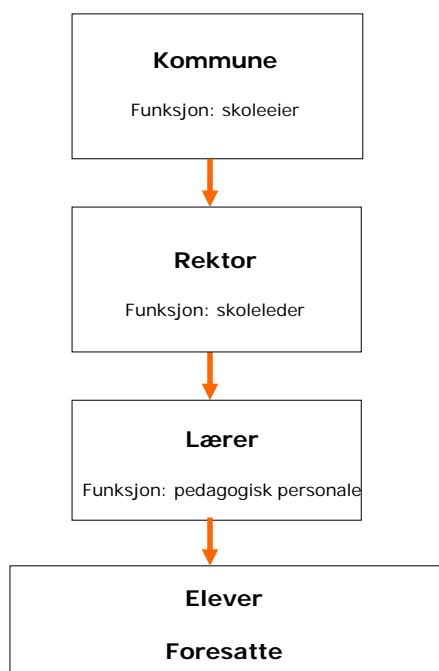 Kommune
Funksjon: skoleeier
Rektor
Funksjon: skoleleder
Lærer
Funksjon: pedagogisk personale
Elever
Foresatte